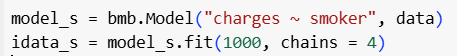 model_s = bmb.Model("charges ~ smoker", data)
idata_s = model_s.fit(1000, chains = 4)